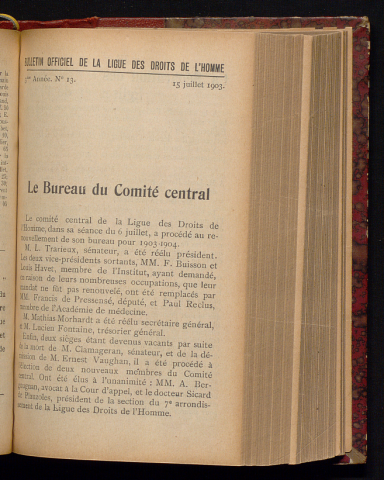 BULLETIN OFFICIEL DE LA LIGUE DES DROITS DE L'HOMME
Année. N° 13. 15 juillet 1903.
Le Bureau du Comité central
Le comité central de la Ligue des Droits de
l'Homme, dans sa séance du 6 juillet, a procédé au re-
nouvellement de son bureau pour 1903-1904.
M. L. Trarieux, sénateur, a été réélu président.
Les deux vice-présidents sortants, MM. F. Buisson et
Louis Havet, membre de l'Institut, ayant demandé,
en raison de leurs nombreuses occupations, que leur
mandat ne fût pas renouvelé, ont été remplacés par
MM. Francis de Pressensé, député, et Paul Reclus,
membre de l'Académie de médecine.
M. Mathias Morhardt a été réélu secrétaire général,
et M. Lucien Fontaine, trésorier général.
Enfin, deux sièges étant devenus vacants par suite
de la mort de M. Clamageran, sénateur, et de la dé-
mission de M. Ernest Vaughan, il a été procédé à
l'élection de deux nouveaux membres du Comité
central. Ont été élus à l'unanimité : MM. A. Ber-
avocat à la Cour d'appel, et le docteur Sicard
de Plauzoles, président de la section du 7e arrondis-
sement de la Ligue des Droits de l'Homme.